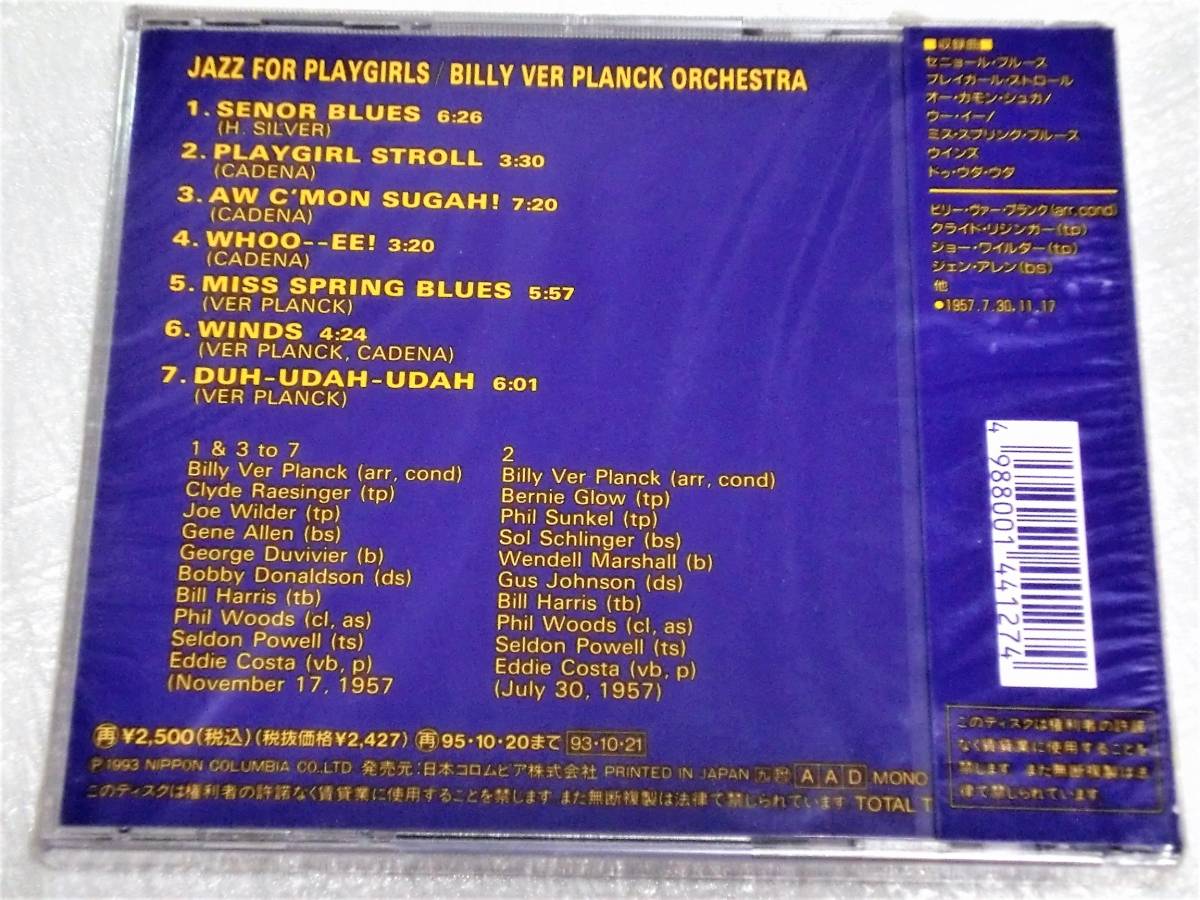 JAZZ FOR PLAYGIRLS / BILLY VER PLANCK ORCHESTRA
1. SENOR BLUES 6:26
(H. SILVER)
2. PLAYGIRL STROLL 3:30
(CADENA)
3. AW C'MON SUGAH! 7:20
(CADENA)
4. WHOO--EE! 3:20
(CADENA)
5. MISS SPRING BLUES 5:57
(VER PLANCK)
6. WINDS 4:24
(VER PLANCK, CADENA)
7. DUH-UDAH-UDAH 6:01
(VER PLANCK)
1 & 3 to 7
Billy Ver Planck (arr, cond)
Clyde Raesinger (tp)
Joe Wilder (tp)
Gene Allen (bs)
George Duvivier (b)
Bobby Donaldson (ds)
Bill Harris (tb)
Phil Woods (cl, as)
Seldon Powell (ts)
Eddie Costa (vb, p)
(November 17, 1957
2
Billy Ver Planck (arr, cond)
Bernie Glow (tp)
Phil Sunkel (tp)
Sol Schlinger (bs)
Wendell Marshall (b)
Gus Johnson (ds)
Bill Harris (tb)
Phil Woods (cl, as)
Seldon Powell (ts)
Eddie Costa (vb, p)
(July 30, 1957)
再 ¥2,500(税込)(税抜価格¥2,427) 再 95・10・20まで 93・10・21
Ⓟ1993 NIPPON COLUMBIA CO.,LTD. 発売元:日本コロムビア株式会社 PRINTED IN JAPAN A A D MONO
このディスクは権利者の許諾なく賃貸業に使用することを禁じます。また無断複製は法律で禁じられています。 TOTAL T
■収録曲■
セニョール・ブルース
プレイガール・ストロール
オー・カモン・シュガ!
ウー・イー!
ミス・スプリング・ブルース
ウインズ
ドゥ・ウダ・ウダ
ビリー・ヴァー・プランク(arr,cond)
クライド・リジンガー(tp)
ジョー・ワイルダー(tp)
ジェン・アレン(bs)
他
●1957.7.30,11.17
4 988001 441274
このディスクは権利者の許諾
なく賃貸業に使用することを
禁じます。また無断複製は法
律で禁じられています。